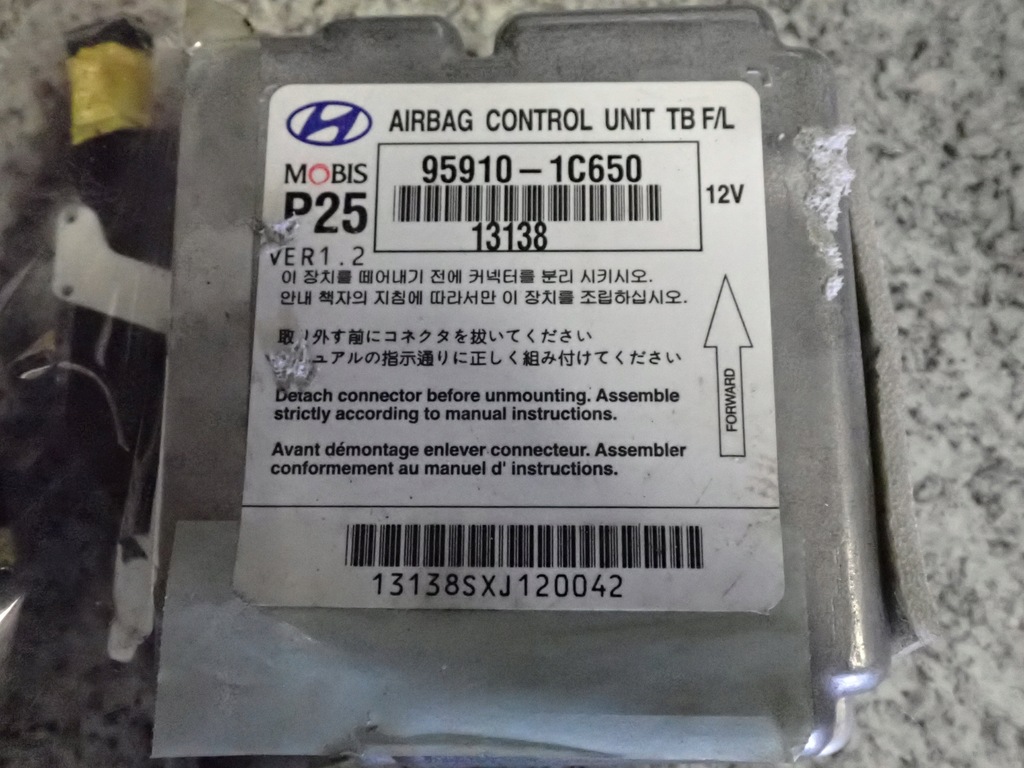 AIRBAG CONTROL UNIT TB F/L
MOBIS
95910-1C650
12V
P25
13138
VER1.2
이 장치를 떼어내기 전에 커넥터를 분리 시키시오.
안내 책자의 지침에 따라서만 이 장치를 조립하십시오.
取り外す前にコネクタを抜いてください
ュアルの指示通りに正しく組み付けてください
FORWARD
Detach connector before unmounting. Assemble
strictly according to manual instructions.
Avant démontage enlever connecteur. Assembler
conformement au manuel d' instructions.
13138SXJ120042